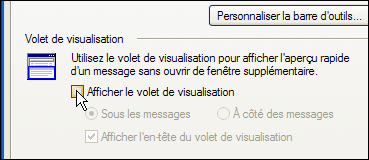 Personnaliser la barre d'outils...
Volet de visualisation
Utilisez le volet de visualisation pour afficher l'aperçu rapide
d'un message sans ouvrir de fenêtre supplémentaire.
Afficher le volet de visualisation
Sous les messages À côté des messages
Afficher l'en-tête du volet de visualisation